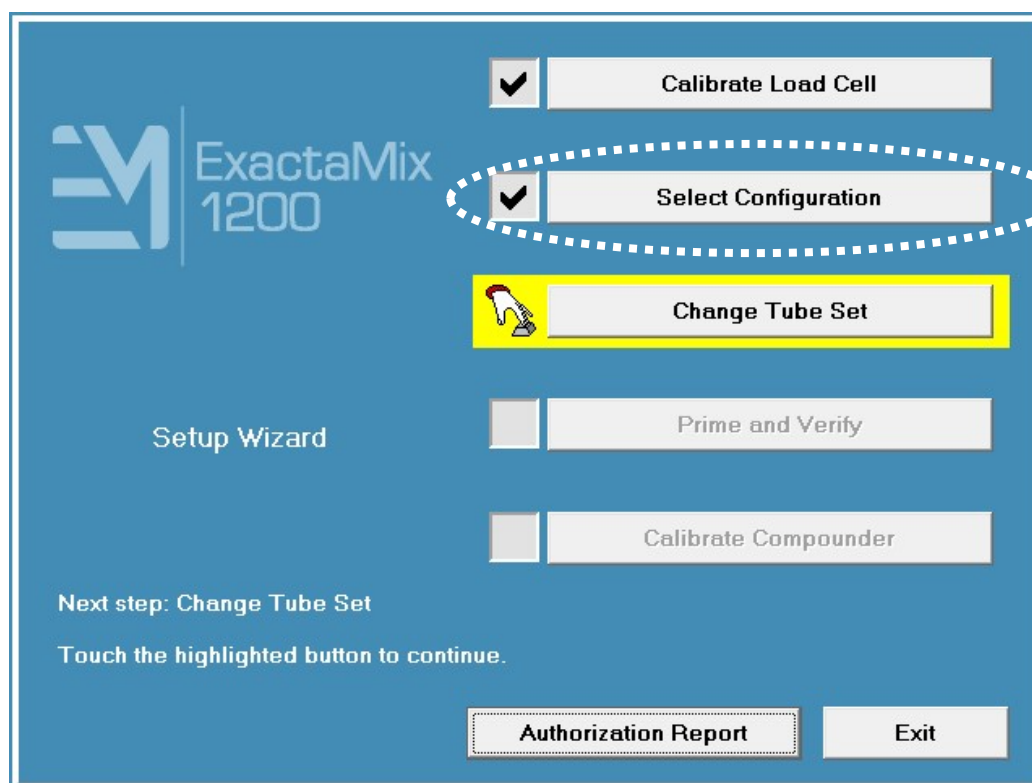 Calibrate Load Cell
EM ExactaMix
1200
Select Configuration
Change Tube Set
Setup Wizard
Prime and Verify
Calibrate Compounder
Next step: Change Tube Set
Touch the highlighted button to continue.
Authorization Report
Exit